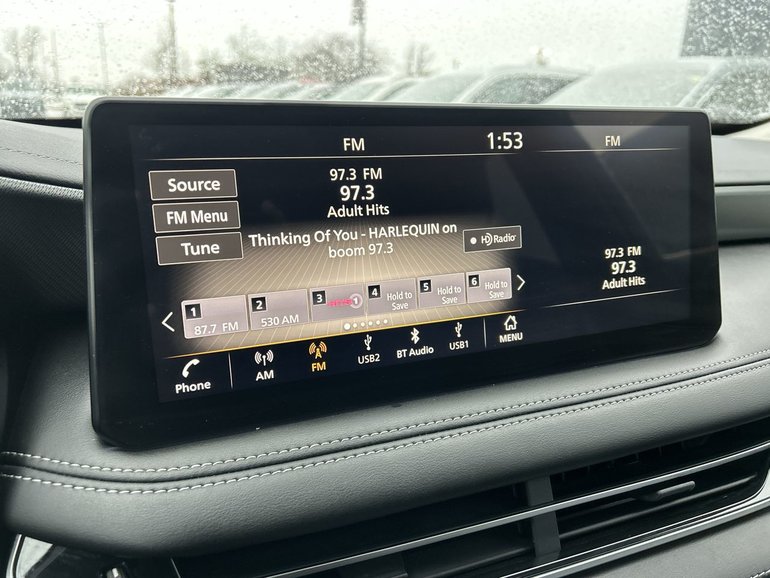 FM 1:53 FM
Source
FM Menu
Tune
97.3 FM
97.3
Adult Hits
Thinking Of You - HARLEQUIN on
boom 97.3
HD Radio
97.3 FM
97.3
Adult Hits
1
87.7 FM
2
530 AM
3
1
4
Hold to
Save
5
Hold to
Save
6
Hold to
Save
Phone
AM
FM
USB2
BT Audio
USB1
MENU